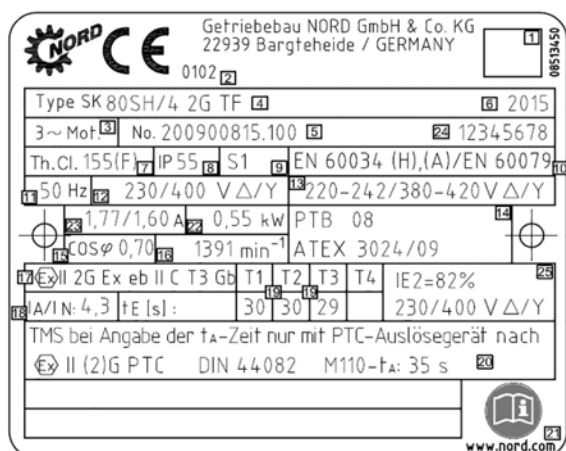 NORD CE Getriebebau NORD GmbH & Co. KG 1
22939 Bargteheide / GERMANY
0102 2
05413450
Type SK 80SH/4 2G TF 4 6 2015
3~ Mot. 3 No. 200900815.100 5 24 12345678
Th.Cl. 155(F) 7 IP 55 8 S1 9 EN 60034 (H),(A)/EN 60079 10
11 50 Hz 12 230/400 V Δ/Y 13 220-242/380-420V Δ/Y
23 1,77/1,60 A 22 0,55 kW PTB 08 14
15 COSφ 0,70 16 1391 min⁻¹ ATEX 3024/09
17 Ex II 2G Ex eb II C T3 Gb T1 T2 T3 T4 IE2=82% 25
19 19
18 IA/IN: 4,3 tE [s]: 30 30 29 230/400 V Δ/Y
TMS bei Angabe der tA-Zeit nur mit PTC-Auslösegerät nach
Ex II (2)G PTC DIN 44082 M110-tA: 35 s 20
21
www.nord.com